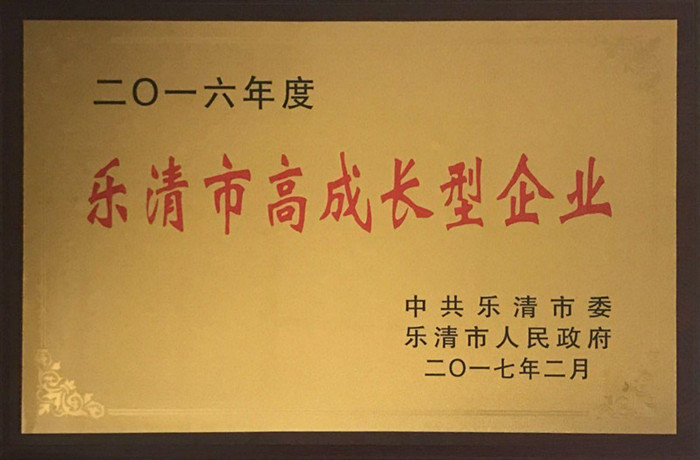 二〇一六年度
乐清市高成长型企业
中共乐清市委
乐清市人民政府
二〇一七年二月